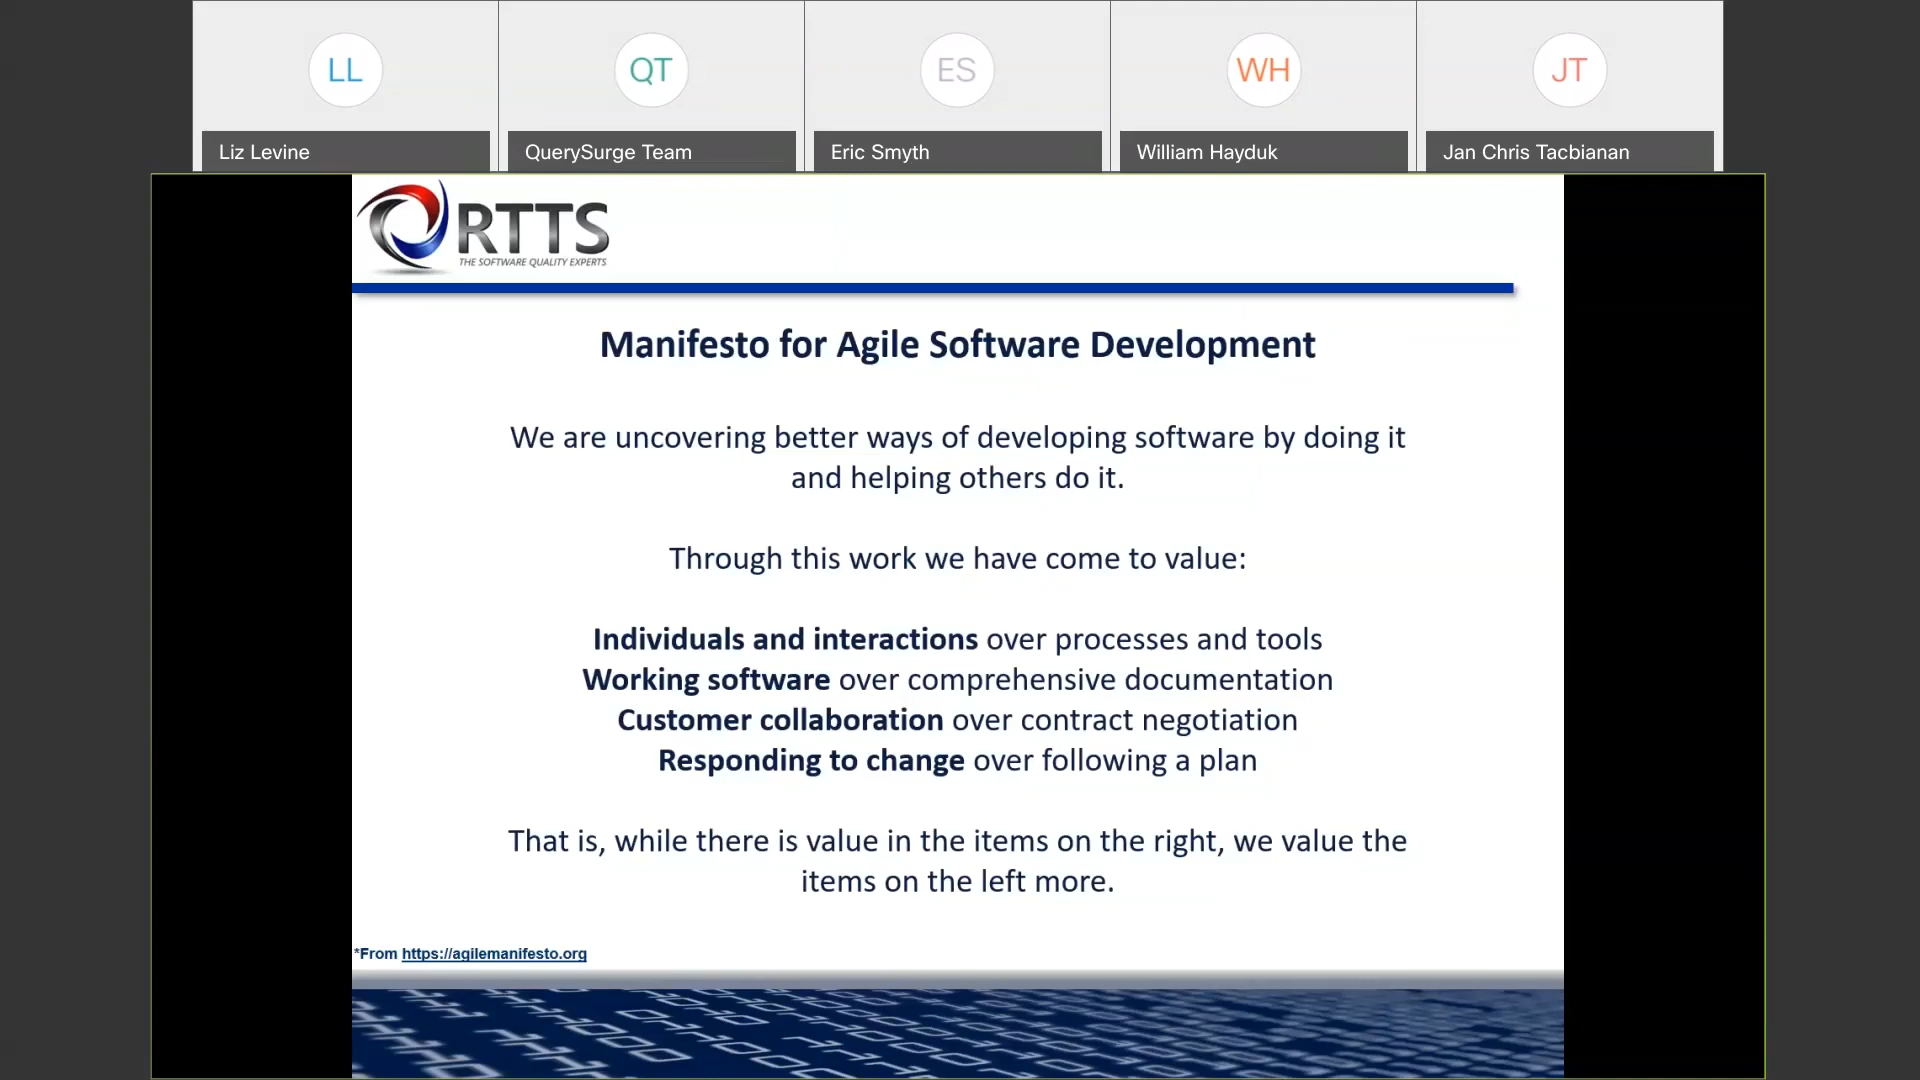 LL
QT
ES
WH
JT
Liz Levine
QuerySurge Team
Eric Smyth
William Hayduk
Jan Chris Tacbianan
RTTS
THE SOFTWARE QUALITY EXPERTS
Manifesto for Agile Software Development
We are uncovering better ways of developing software by doing it
and helping others do it.
Through this work we have come to value:
Individuals and interactions over processes and tools
Working software over comprehensive documentation
Customer collaboration over contract negotiation
Responding to change over following a plan
That is, while there is value in the items on the right, we value the
items on the left more.
*From https://agilemanifesto.org